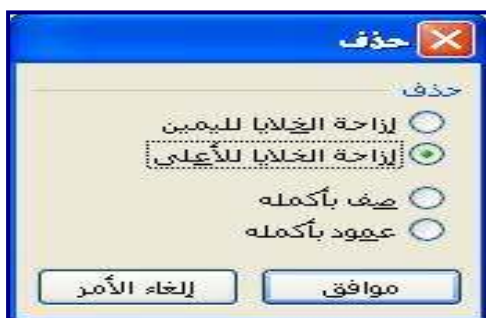 حذف
حذف
إزاحة الخلايا لليمين
إزاحة الخلايا للأعلى
صف بأكمله
عمود بأكمله
موافق
إلغاء الأمر